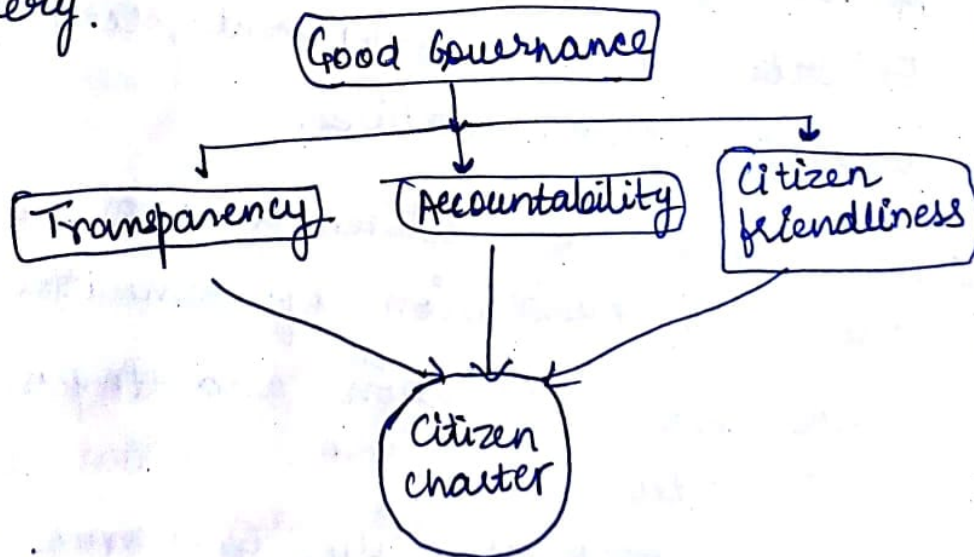 Good Governance
Transparency
Accountability
Citizen
friendliness
Citizen
charter